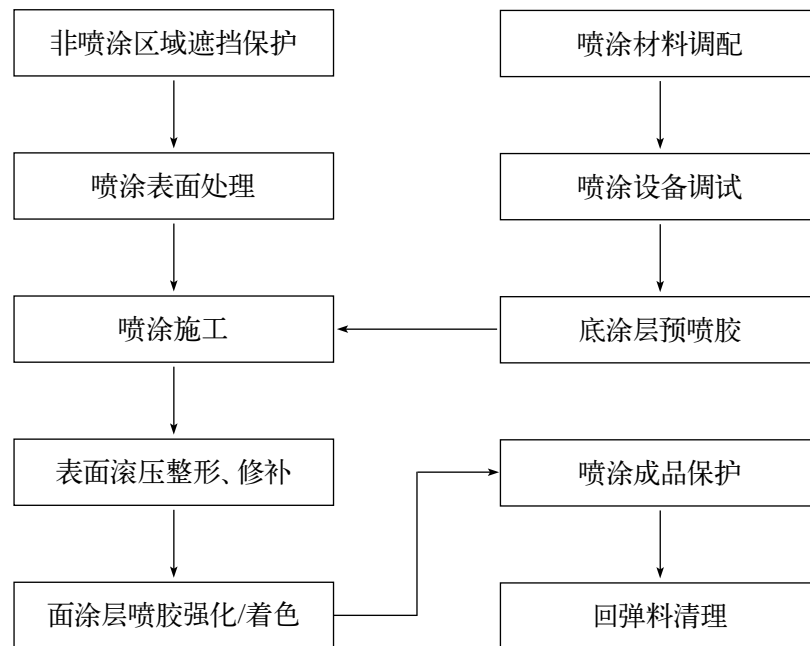 非喷涂区域遮挡保护
喷涂材料调配
喷涂表面处理
喷涂设备调试
喷涂施工
底涂层预喷胶
表面滚压整形、修补
喷涂成品保护
面涂层喷胶强化/着色
回弹料清理